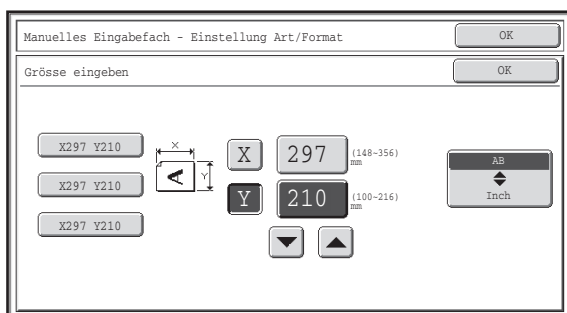 Manuelles Eingabefach - Einstellung Art/Format
OK
Grösse eingeben
OK
X297 Y210
X297 Y210
X297 Y210
X
Y
A
X
297
(148~356)
mm
Y
210
(100~216)
mm
AB
Inch